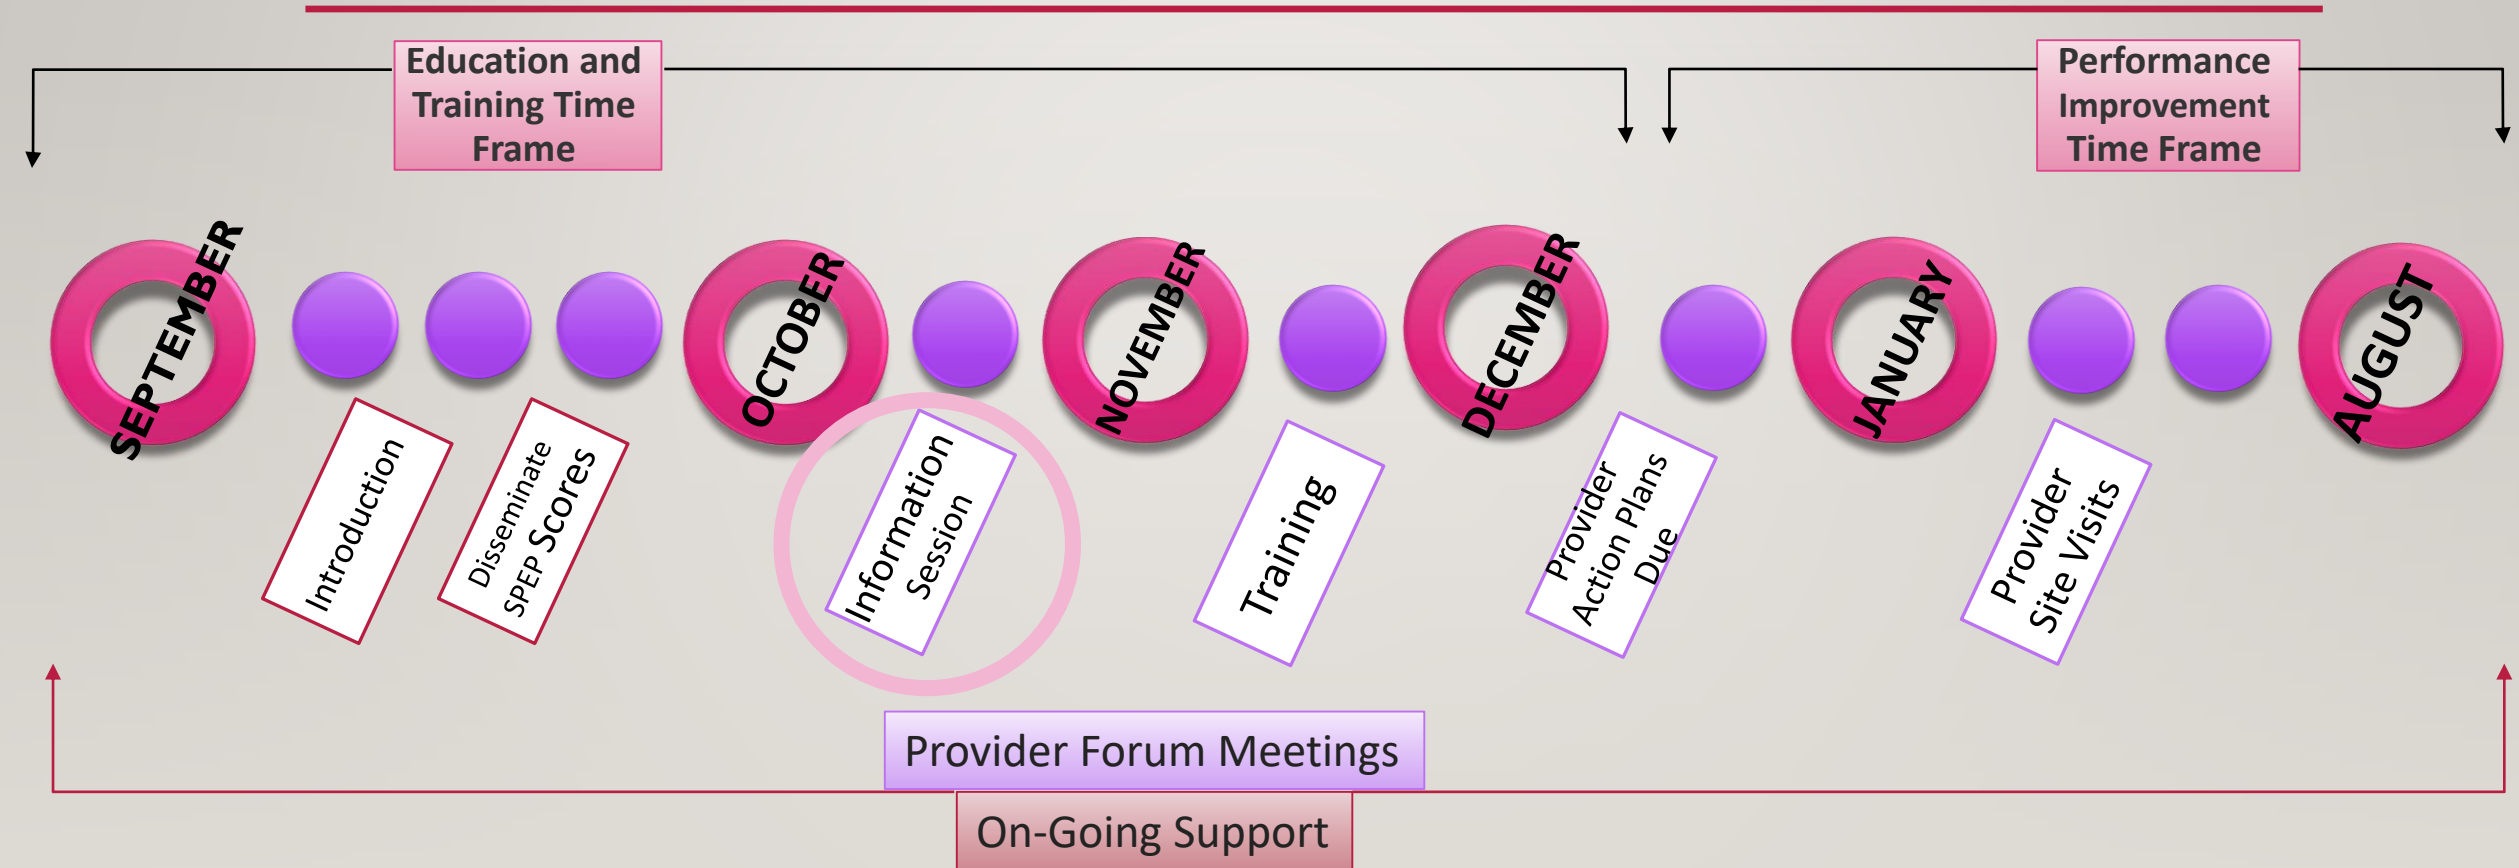 Education and
Training Time
Frame
Performance
Improvement
Time Frame
SEPTEMBER
OCTOBER
NOVEMBER
DECEMBER
JANUARY
AUGUST
Introduction
Disseminate
SPEP Scores
Information
Session
Training
Provider
Action Plans
Due
Provider
Site Visits
Provider Forum Meetings
On-Going Support